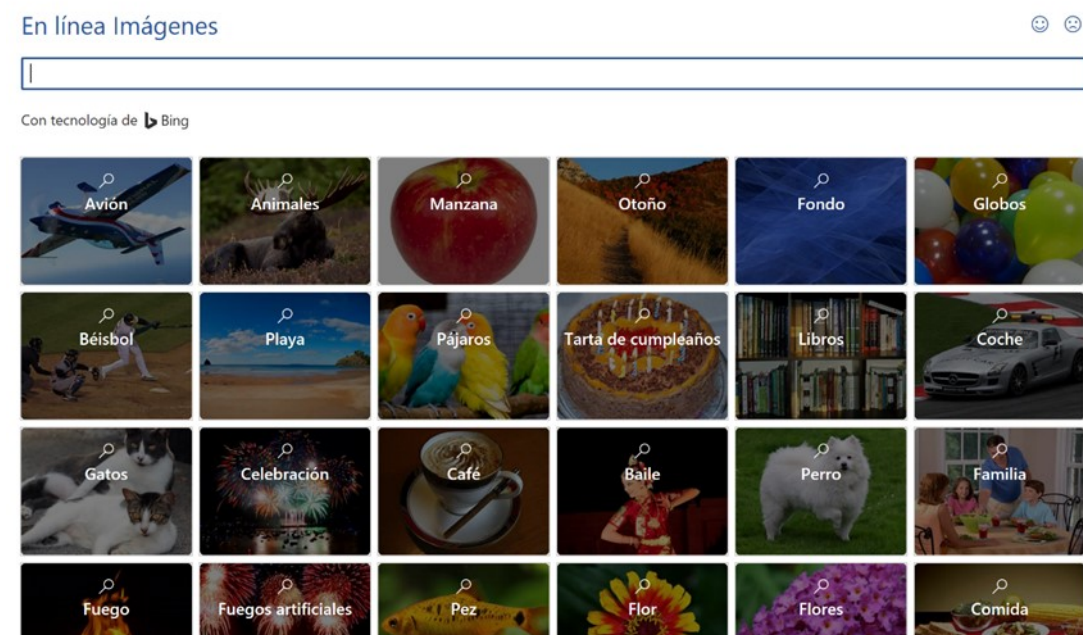 En línea Imágenes
Con tecnología de Bing
Avión
Animales
Manzana
Otoño
Fondo
Globos
Béisbol
Playa
Pájaros
Tarta de cumpleaños
Libros
Coche
Gatos
Celebración
Café
Baile
Perro
Familia
Fuego
Fuegos artificiales
Pez
Flor
Flores
Comida